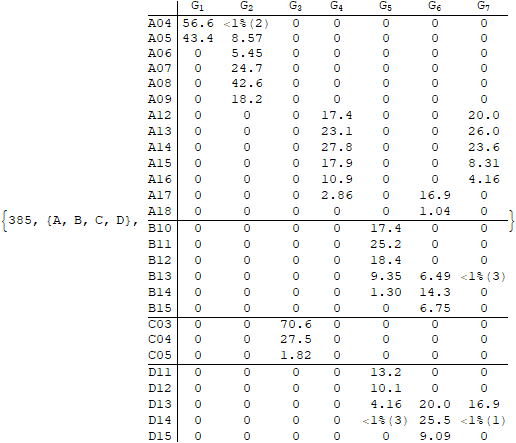 G1 G2 G3 G4 G5 G6 G7
A04 56.6 <1%(2) 0 0 0 0 0
A05 43.4 8.57 0 0 0 0 0
A06 0 5.45 0 0 0 0 0
A07 0 24.7 0 0 0 0 0
A08 0 42.6 0 0 0 0 0
A09 0 18.2 0 0 0 0 0
A12 0 0 0 17.4 0 0 20.0
A13 0 0 0 23.1 0 0 26.0
A14 0 0 0 27.8 0 0 23.6
A15 0 0 0 17.9 0 0 8.31
A16 0 0 0 10.9 0 0 4.16
A17 0 0 0 2.86 0 16.9 0
A18 0 0 0 0 0 1.04 0
{385, {A, B, C, D}, }
B10 0 0 0 0 17.4 0 0
B11 0 0 0 0 25.2 0 0
B12 0 0 0 0 18.4 0 0
B13 0 0 0 0 9.35 6.49 <1%(3)
B14 0 0 0 0 1.30 14.3 0
B15 0 0 0 0 0 6.75 0
C03 0 0 70.6 0 0 0 0
C04 0 0 27.5 0 0 0 0
C05 0 0 1.82 0 0 0 0
D11 0 0 0 0 13.2 0 0
D12 0 0 0 0 10.1 0 0
D13 0 0 0 0 4.16 20.0 16.9
D14 0 0 0 0 <1%(3) 25.5 <1%(1)
D15 0 0 0 0 0 9.09 0